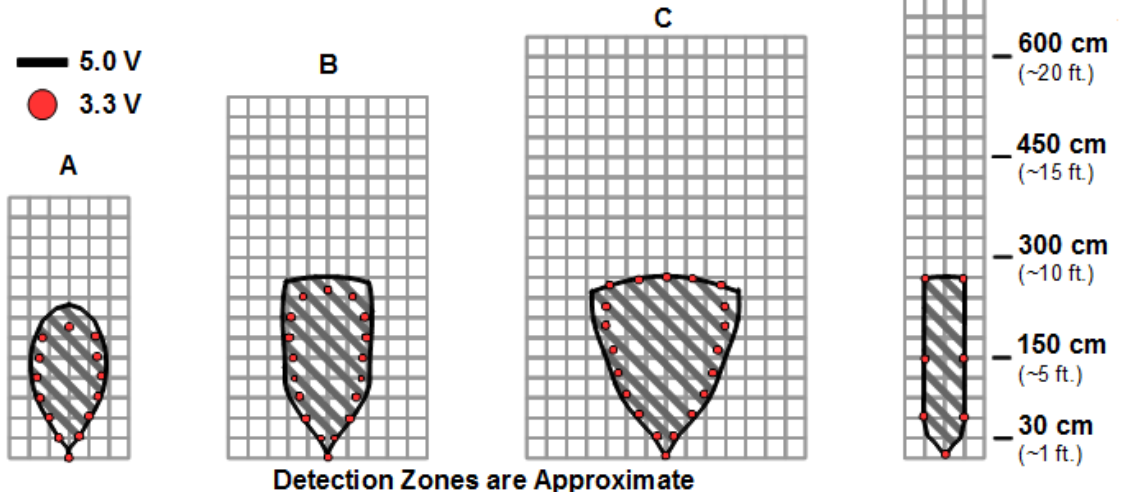 5.0 V
3.3 V
A
B
C
600 cm
(~20 ft.)
450 cm
(~15 ft.)
300 cm
(~10 ft.)
150 cm
(~5 ft.)
30 cm
(~1 ft.)
Detection Zones are Approximate